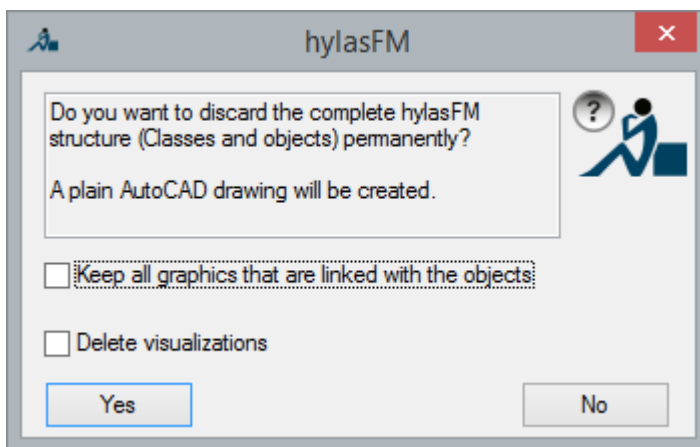 hylasFM
Do you want to discard the complete hylasFM
structure (Classes and objects) permanently?
A plain AutoCAD drawing will be created.
Keep all graphics that are linked with the objects
Delete visualizations
Yes
No